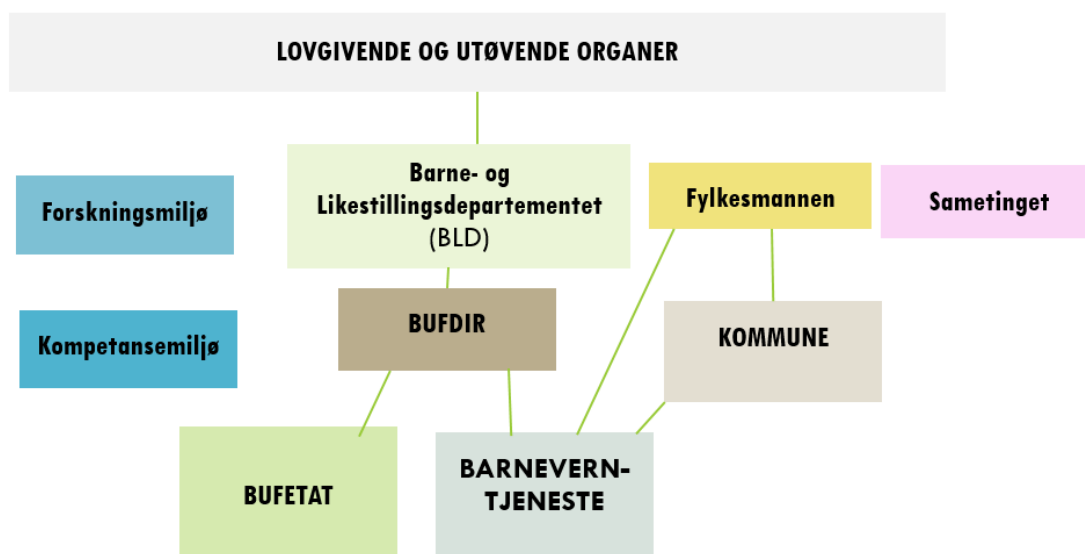 LOVGIVENDE OG UTØVENDE ORGANER
Barne- og
Likestillingsdepartementet
(BLD)
Fylkesmannen
Sametinget
Forskningsmiljø
Kompetansemiljø
BUFDIR
KOMMUNE
BUFETAT
BARNEVERN-
TJENESTE